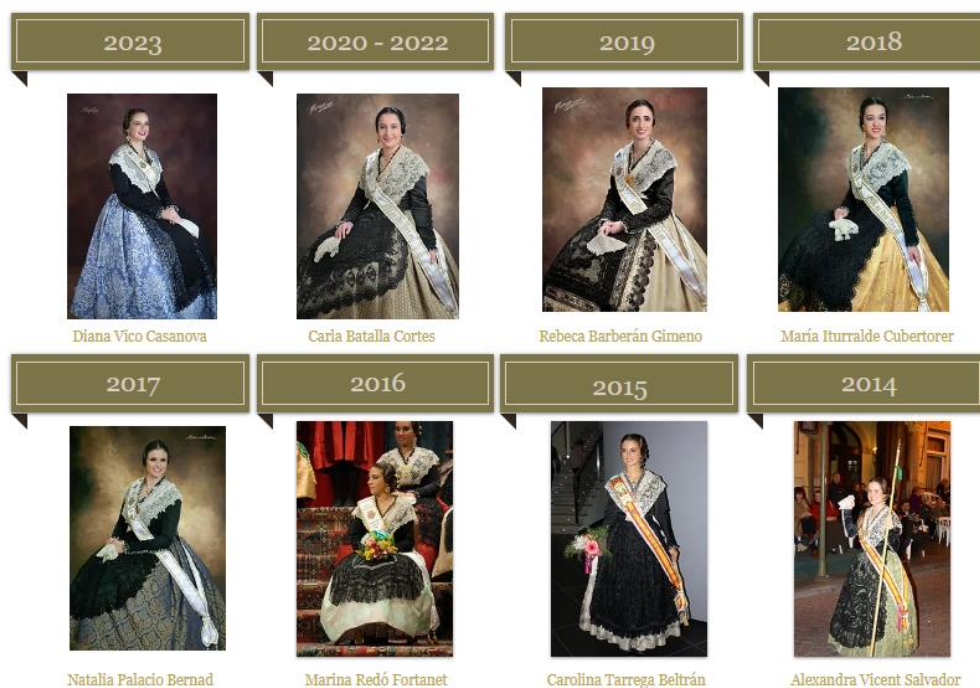 2023
2020 - 2022
2019
2018
Diana Vico Casanova
Carla Batalla Cortes
Rebeca Barberán Gimeno
María Iturralde Cubertorer
2017
2016
2015
2014
Natalia Palacio Bernad
Marina Redó Fortanet
Carolina Tarrega Beltrán
Alexandra Vicent Salvador